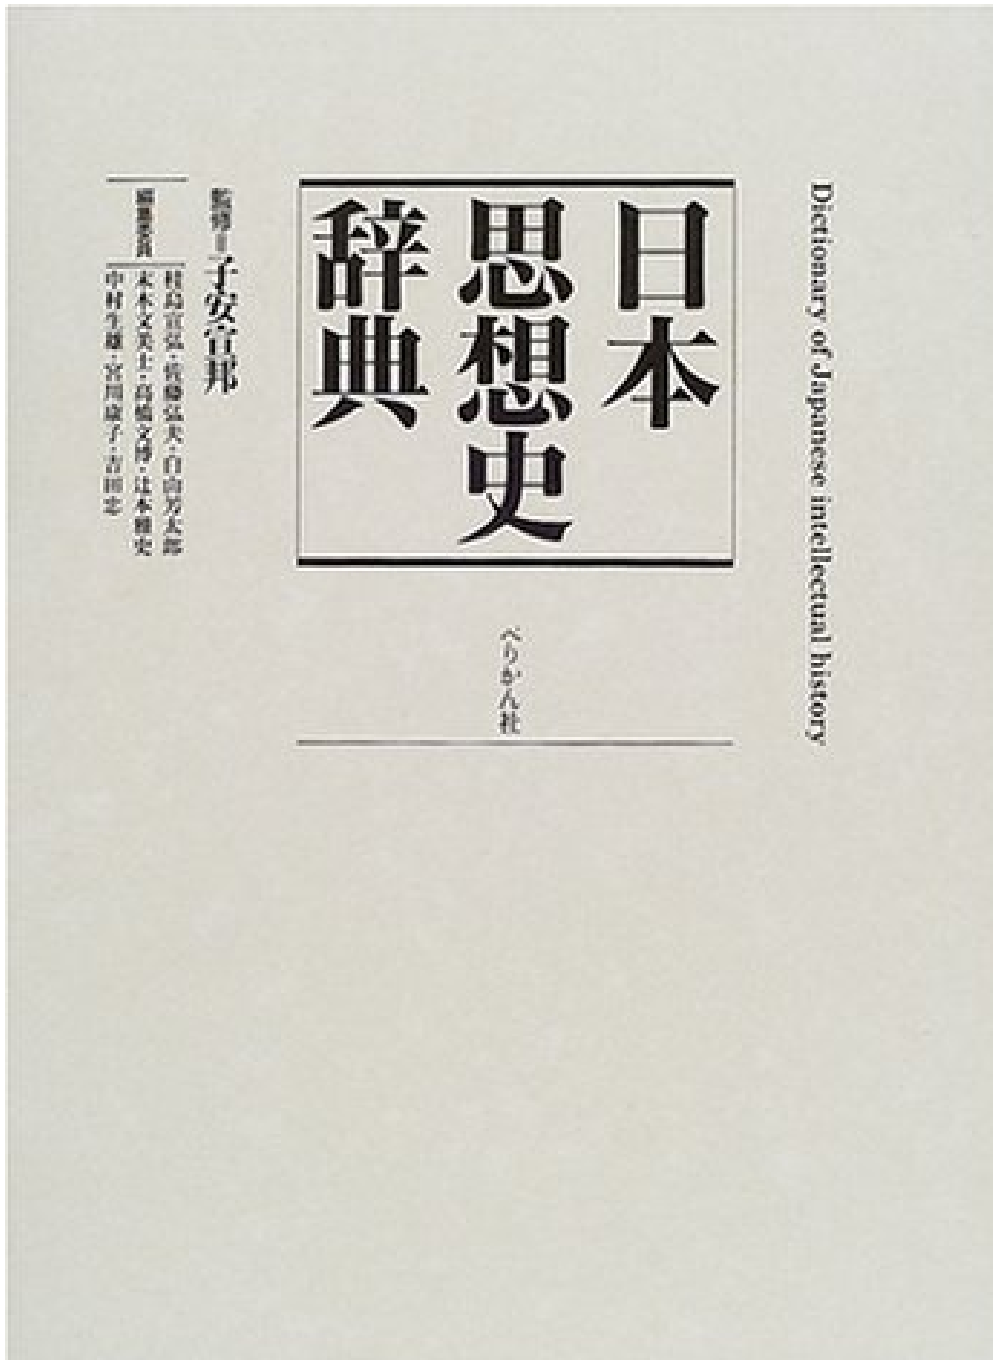 Dictionary of Japanese intellectual history
日本
思想史
辞典
ぺりかん社
監修=子安宣邦
編集委員
桂島宣弘・佐藤弘夫・白山芳太郎
末木文美士・高橋文博・辻本雅史
中村生雄・宮川康子・吉田忠